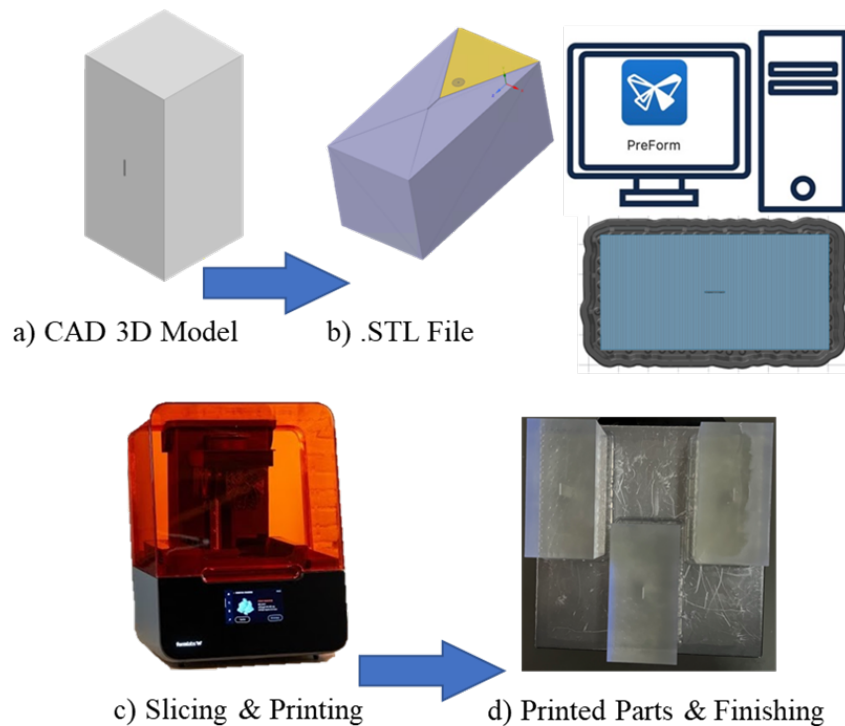 PreForm
a) CAD 3D Model
b) .STL File
c) Slicing & Printing
d) Printed Parts & Finishing